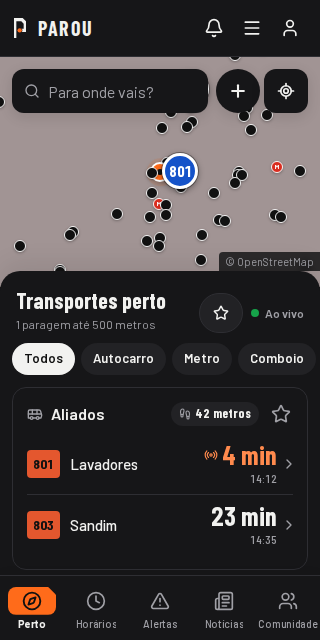 PAROU
Para onde vais?
M
801
M
© OpenStreetMap
Transportes perto
1 paragem até 500 metros
Ao vivo
Todos
Autocarro
Metro
Comboio
Aliados
42 metros
801
Lavadores
4 min
14:12
803
Sandim
23 min
14:35
Perto
Horários
Alertas
Notícias
Comunidade